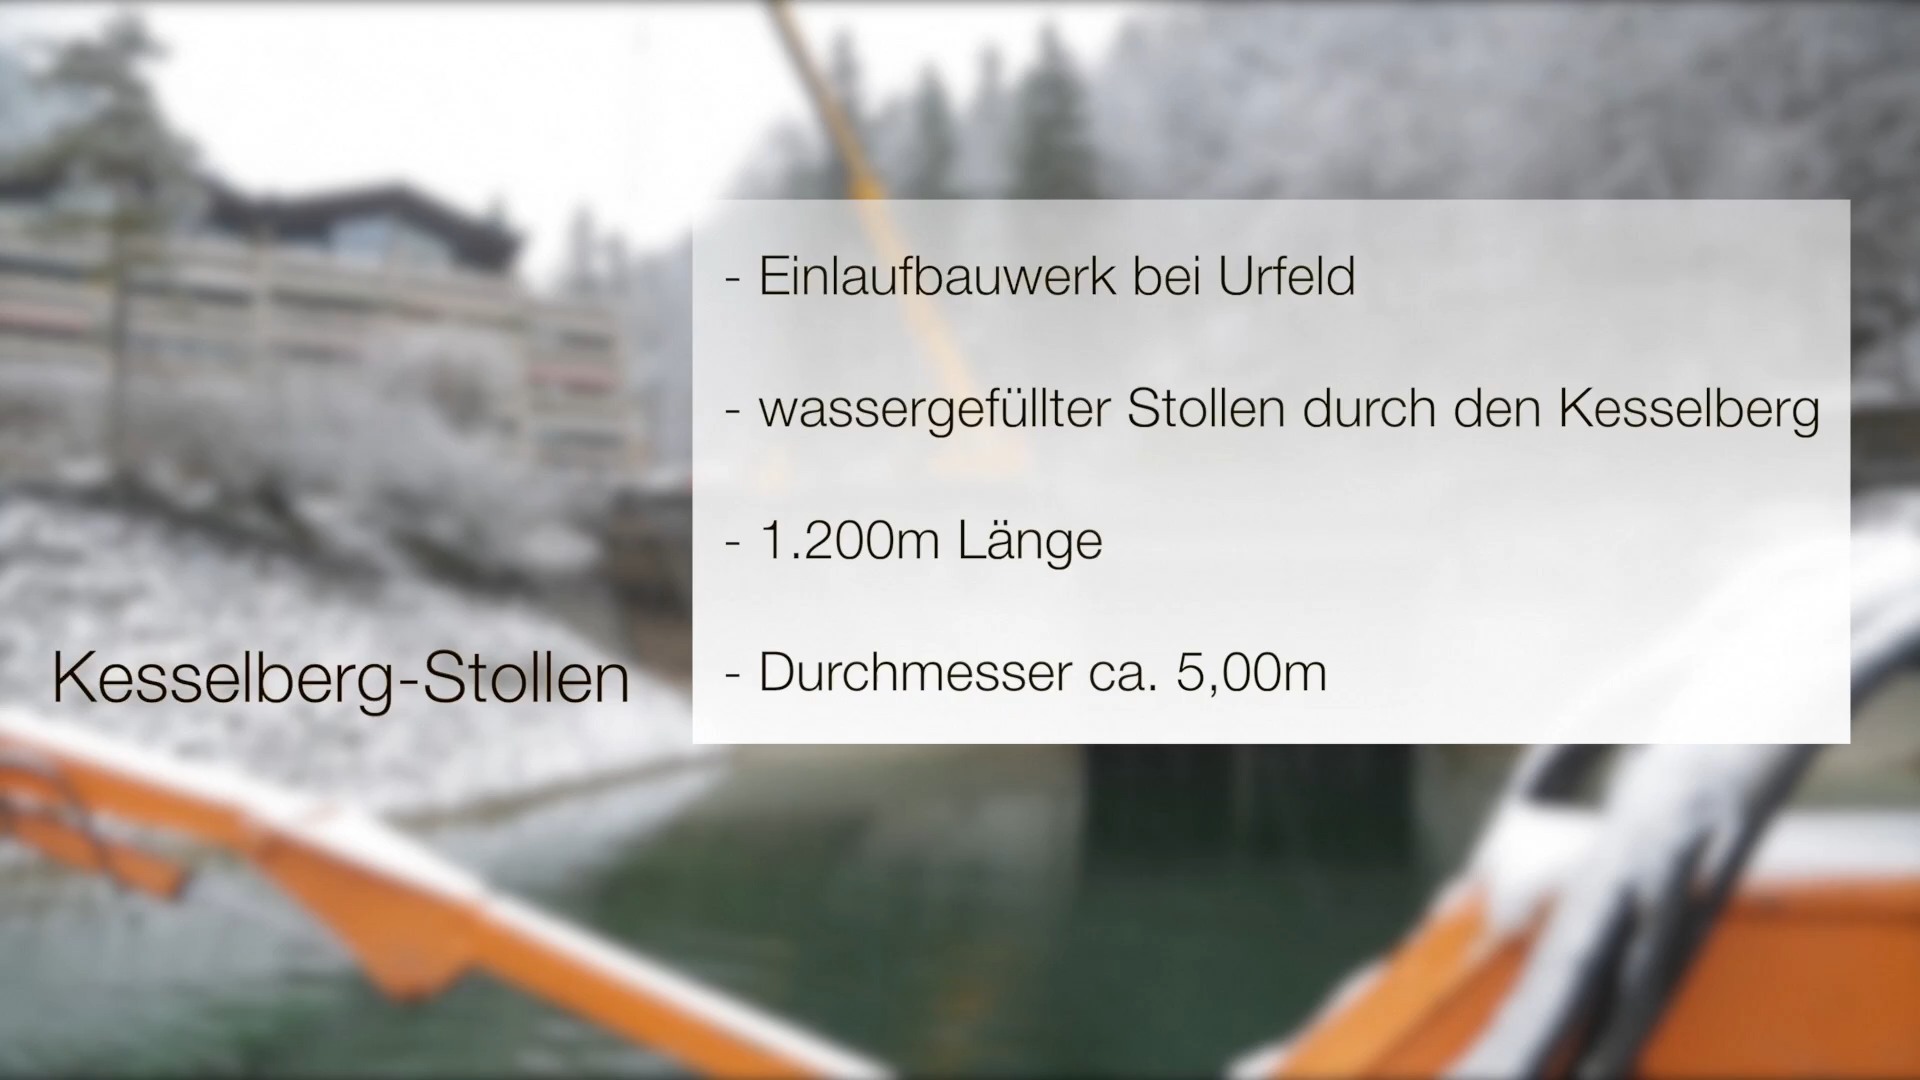 Kesselberg-Stollen
- Einlaufbauwerk bei Urfeld
- wassergefüllter Stollen durch den Kesselberg
- 1.200m Länge
- Durchmesser ca. 5,00m